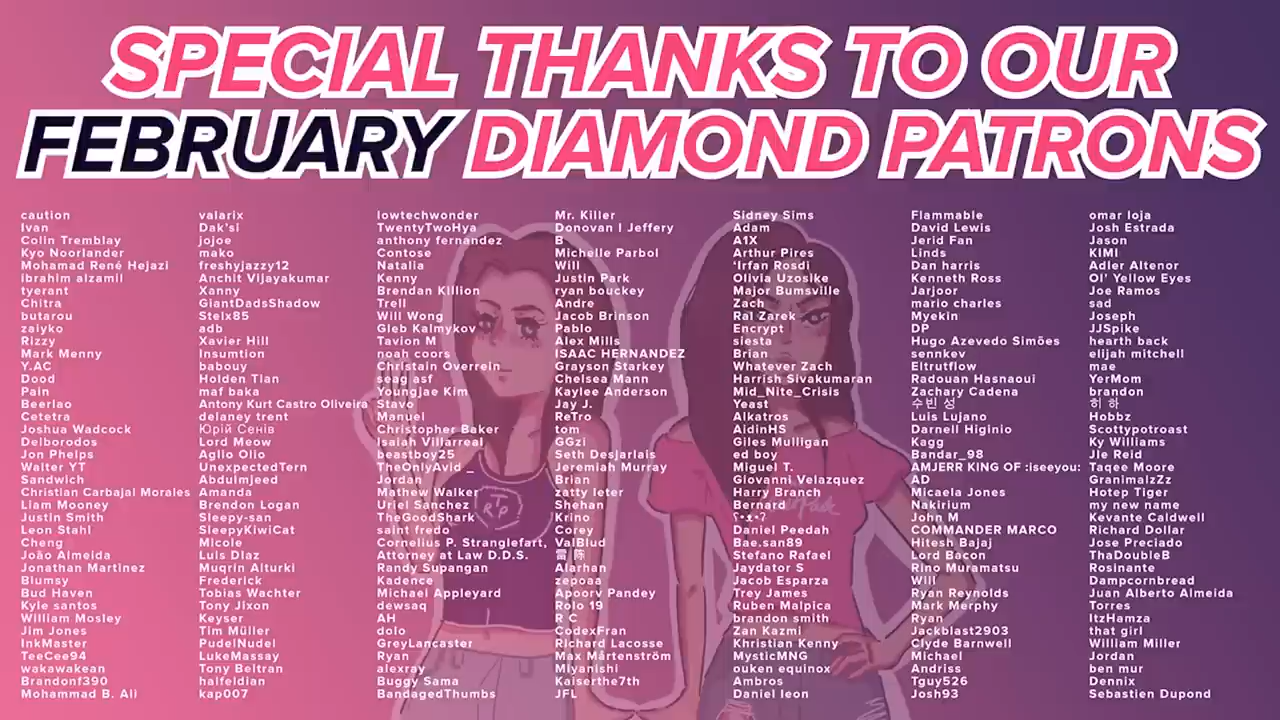 SPECIAL THANKS TO OUR
FEBRUARY DIAMOND PATRONS
caution
Ivan
Colin Tremblay
Kyo Noorlander
Mohamad René Hejazi
Ibrahim alzamil
tyerant
Chitra
butarou
zaiyko
Rizzy
Mark Menny
Y.AC
Dood
Pain
Beerlao
Cetetra
Joshua Wadcock
Delborodos
Jon Phelps
Walter YT
Sandwich
Christian Carbajal Morales
Liam Mooney
Justin Smith
Leon Stahl
Cheng
João Almeida
Jonathan Martinez
Blumsy
Bud Haven
Kyle santos
William Mosley
Jim Jones
InkMaster
TeeCee94
wakawakean
Brandonf390
Mohammad B. Ali
valarix
Dak'si
jojoe
mako
freshyjazzy12
Anchit Vijayakumar
Xanny
GiantDadsShadow
Stelx85
adb
Xavier Hill
Insumtion
babouy
Holden Tian
maf baka
Antony Kurt Castro Oliveira
delaney trent
Юрій Сенів
Lord Meow
Aglio Olio
UnexpectedTern
Abdulmjeed
Amanda
Brendon Logan
Sleepy-san
SleepyKiwiCat
Micole
Luis Diaz
Muqrin Alturki
Frederick
Tobias Wachter
Tony Jixon
Keyser
Tim Müller
PudelNudel
LukeMassay
Tony Beltran
halfeldian
kap007
lowtechwonder
TwentyTwoHya
anthony fernandez
Contose
Natalia
Kenny
Brendan Killion
Trell
Will Wong
Gleb Kalmykov
Tavion M
noah coors
Christain Overrein
seag asf
Youngjae Kim
Stavo
Manuel
Christopher Baker
Isaiah Villarreal
beastboy25
TheOnlyAvid _
Jordan
Mathew Walker
Uriel Sanchez
TheGoodShark
saint fredo
Cornelius P. Stranglefart,
Attorney at Law D.D.S.
Randy Supangan
Kadence
Michael Appleyard
dewsaq
AH
dolo
GreyLancaster
Ryan
alexray
Buggy Sama
BandagedThumbs
Mr. Killer
Donovan I Jeffery
B
Michelle Parbol
Will
Justin Park
ryan bouckey
Andre
Jacob Brinson
Pablo
Alex Mills
ISAAC HERNANDEZ
Grayson Starkey
Chelsea Mann
Kaylee Anderson
Jay J.
ReTro
tom
GGzi
Seth Desjarlais
Jeremiah Murray
Brian
zatty leter
Shehan
Krino
Corey
ValBlud
雷 陈
Alarhan
zepoaa
Apoorv Pandey
Rolo 19
R C
CodexFran
Richard Lacosse
Max Mårtenström
Miyanishi
Kaiserthe7th
JFL
Sidney Sims
Adam
A1X
Arthur Pires
'Irfan Rosdi
Olivia Uzosike
Major Bumsville
Zach
Ral Zarek
Encrypt
siesta
Brian
Whatever Zach
Harrish Sivakumaran
Mid_Nite_Crisis
Yeast
Alkatros
AidinHS
Giles Mulligan
ed boy
Miguel T.
Giovanni Velazquez
Harry Branch
Bernard
ʕ•ᴥ•ʔ
Daniel Peedah
Bae.san89
Stefano Rafael
Jaydator S
Jacob Esparza
Trey James
Ruben Malpica
brandon smith
Zan Kazmi
Khristian Kenny
MysticMNG
ouken equinox
Ambros
Daniel leon
Flammable
David Lewis
Jerid Fan
Linds
Dan harris
Kenneth Ross
Jarjoor
mario charles
Myekin
DP
Hugo Azevedo Simões
sennkev
Eltrutflow
Radouan Hasnaoui
Zachary Cadena
수빈 성
Luis Lujano
Darnell Higinio
Kagg
Bandar_98
AMJERR KING OF :iseeyou:
AD
Micaela Jones
Nakirium
John M
COMMANDER MARCO
Hitesh Bajaj
Lord Bacon
Rino Muramatsu
Will
Ryan Reynolds
Mark Merphy
Ryan
Jackblast2903
Clyde Barnwell
Michael
Andriss
Tguy526
Josh93
omar loja
Josh Estrada
Jason
KIMI
Adler Altenor
Ol' Yellow Eyes
Joe Ramos
sad
Joseph
JJSpike
hearth back
elijah mitchell
mae
YerMom
brandon
허 하
Hobbz
Scottypotroast
Ky Williams
Jle Reid
Taqee Moore
GranimalzZz
Hotep Tiger
my new name
Kevante Caldwell
Richard Dollar
Jose Preciado
ThaDoubleB
Rosinante
Dampcornbread
Juan Alberto Almeida
Torres
ItzHamza
that girl
William Miller
Jordan
ben mur
Dennix
Sebastien Dupond
T
RP